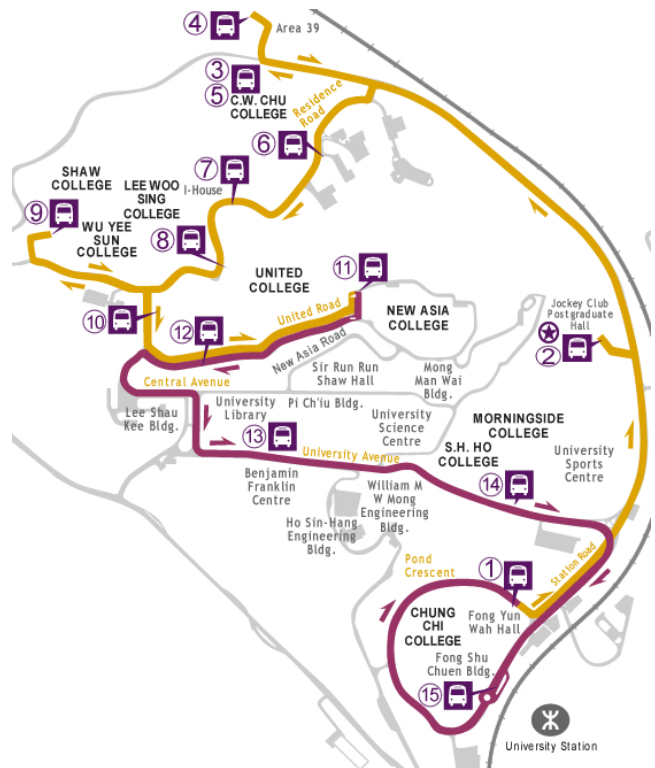 ④
Area 39
③
⑤
C.W. CHU
COLLEGE
Residence
Road
⑥
⑦
I-House
SHAW
COLLEGE
LEE WOO
SING
COLLEGE
⑨
WU YEE
SUN
COLLEGE
⑧
UNITED
COLLEGE
⑪
⑩
⑫
United Road
NEW ASIA
COLLEGE
New Asia Road
Jockey Club
Postgraduate
Hall
②
Central Avenue
Sir Run Run
Shaw Hall
Mong
Man Wai
Bldg.
Lee Shau
Kee Bldg.
University
Library
Pi Ch'iu Bldg.
University
Science
Centre
MORNINGSIDE
COLLEGE
⑬
University Avenue
S.H. HO
COLLEGE
University
Sports
Centre
Benjamin
Franklin
Centre
William M
W Mong
Engineering
Bldg.
⑭
Ho Sin-Hang
Engineering
Bldg.
Pond
Crescent
①
Station Road
CHUNG
CHI
COLLEGE
Fong Yun
Wah Hall
Fong Shu
Chuen Bldg.
⑮
University Station